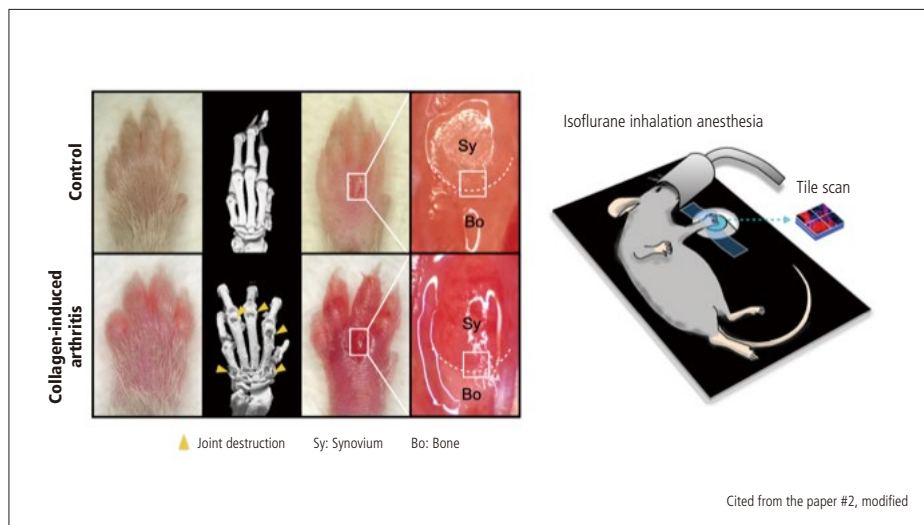 Control
Sy
Bo
Collagen-induced
arthritis
Sy
Bo
Joint destruction Sy: Synovium Bo: Bone
Isoflurane inhalation anesthesia
Tile scan
Cited from the paper #2, modified